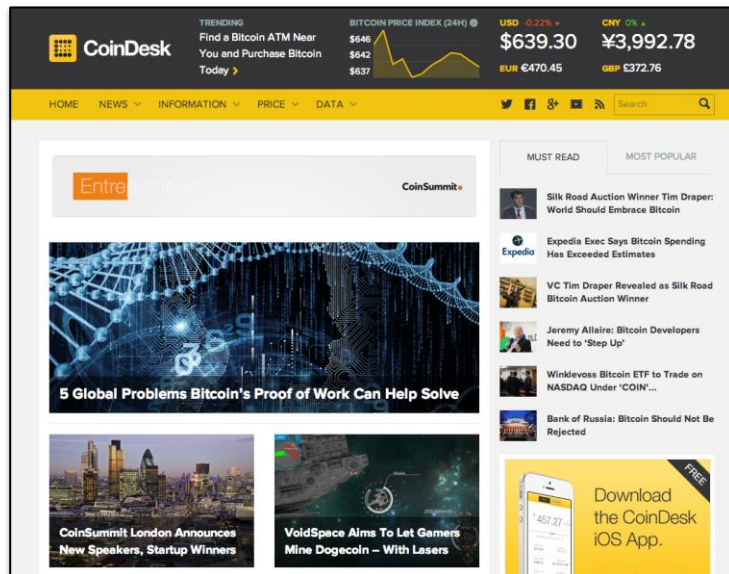 CoinDesk
TRENDING
Find a Bitcoin ATM Near
You and Purchase Bitcoin
Today >
BITCOIN PRICE INDEX (24H)
$646
$642
$637
USD -0.22% ▼
$639.30
EUR €470.45
CNY 0% ▲
¥3,992.78
GBP £372.76
HOME NEWS INFORMATION PRICE DATA
Search
Entrepreneurs
CoinSummit
5 Global Problems Bitcoin's Proof of Work Can Help Solve
CoinSummit London Announces
New Speakers, Startup Winners
VoidSpace Aims To Let Gamers
Mine Dogecoin – With Lasers
MUST READ
MOST POPULAR
Silk Road Auction Winner Tim Draper:
World Should Embrace Bitcoin
Expedia
Expedia Exec Says Bitcoin Spending
Has Exceeded Estimates
VC Tim Draper Revealed as Silk Road
Bitcoin Auction Winner
Jeremy Allaire: Bitcoin Developers
Need to 'Step Up'
Winklevoss Bitcoin ETF to Trade on
NASDAQ Under 'COIN'...
Bank of Russia: Bitcoin Should Not Be
Rejected
FREE
457.27
Download
the CoinDesk
iOS App.